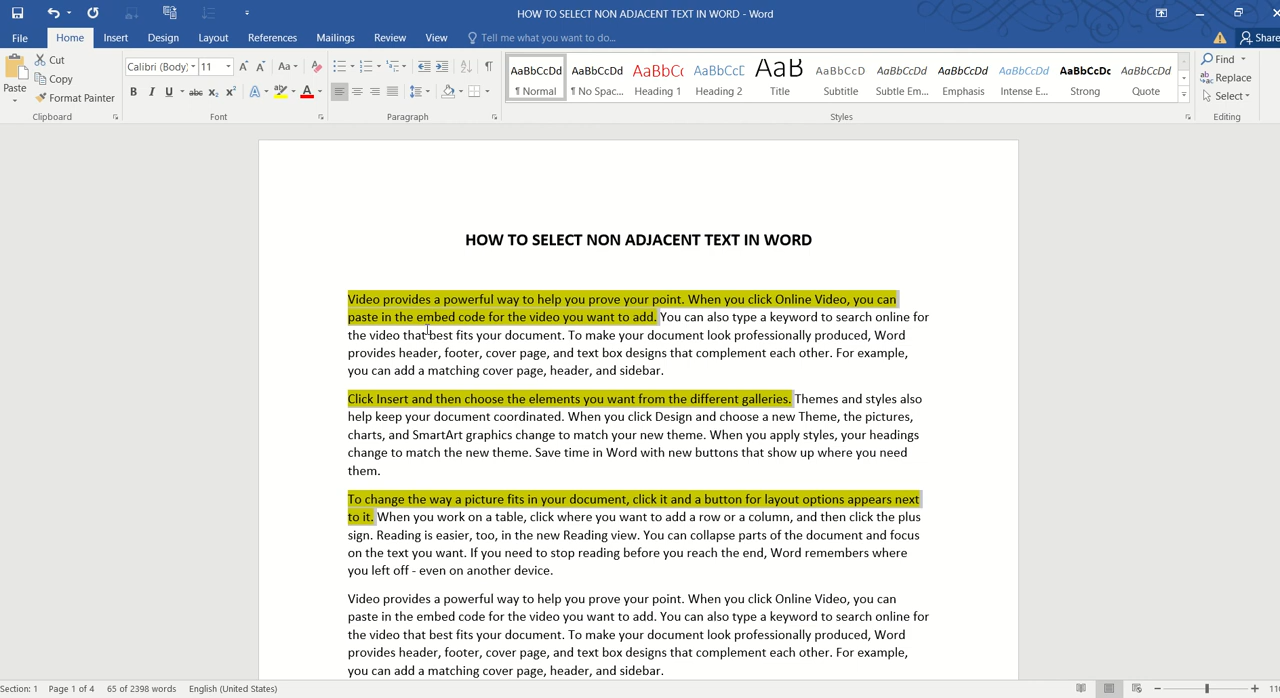 HOW TO SELECT NON ADJACENT TEXT IN WORD - Word
File Home Insert Design Layout References Mailings Review View Tell me what you want to do... Share
Paste
Cut
Copy
Format Painter
Clipboard
Calibri (Body) 11
Font
Paragraph
AaBbCcDd AaBbCcDd AaBbCc AaBbCcD AaB AaBbCcD AaBbCcDd AaBbCcDd AaBbCcDd AaBbCcDc AaBbCcDd
¶ Normal ¶ No Spac... Heading 1 Heading 2 Title Subtitle Subtle Em... Emphasis Intense E... Strong Quote
Styles
Find
Replace
Select
Editing
HOW TO SELECT NON ADJACENT TEXT IN WORD
Video provides a powerful way to help you prove your point. When you click Online Video, you can
paste in the embed code for the video you want to add. You can also type a keyword to search online for
the video that best fits your document. To make your document look professionally produced, Word
provides header, footer, cover page, and text box designs that complement each other. For example,
you can add a matching cover page, header, and sidebar.
Click Insert and then choose the elements you want from the different galleries. Themes and styles also
help keep your document coordinated. When you click Design and choose a new Theme, the pictures,
charts, and SmartArt graphics change to match your new theme. When you apply styles, your headings
change to match the new theme. Save time in Word with new buttons that show up where you need
them.
To change the way a picture fits in your document, click it and a button for layout options appears next
to it. When you work on a table, click where you want to add a row or a column, and then click the plus
sign. Reading is easier, too, in the new Reading view. You can collapse parts of the document and focus
on the text you want. If you need to stop reading before you reach the end, Word remembers where
you left off - even on another device.
Video provides a powerful way to help you prove your point. When you click Online Video, you can
paste in the embed code for the video you want to add. You can also type a keyword to search online for
the video that best fits your document. To make your document look professionally produced, Word
provides header, footer, cover page, and text box designs that complement each other. For example,
you can add a matching cover page, header, and sidebar.
Section: 1 Page 1 of 4 65 of 2398 words English (United States)